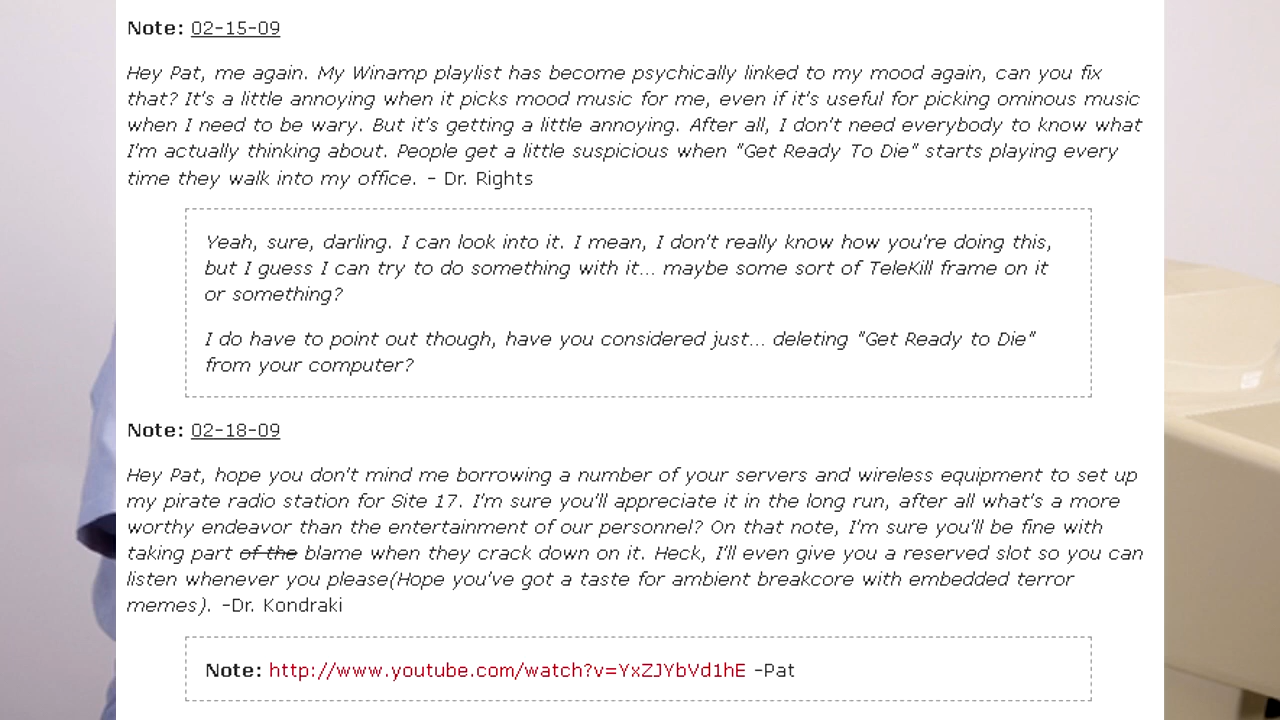 Note: 02-15-09
Hey Pat, me again. My Winamp playlist has become psychically linked to my mood again, can you fix
that? It's a little annoying when it picks mood music for me, even if it's useful for picking ominous music
when I need to be wary. But it's getting a little annoying. After all, I don't need everybody to know what
I'm actually thinking about. People get a little suspicious when "Get Ready To Die" starts playing every
time they walk into my office. - Dr. Rights
Yeah, sure, darling. I can look into it. I mean, I don't really know how you're doing this,
but I guess I can try to do something with it... maybe some sort of TeleKill frame on it
or something?
I do have to point out though, have you considered just... deleting "Get Ready to Die"
from your computer?
Note: 02-18-09
Hey Pat, hope you don't mind me borrowing a number of your servers and wireless equipment to set up
my pirate radio station for Site 17. I'm sure you'll appreciate it in the long run, after all what's a more
worthy endeavor than the entertainment of our personnel? On that note, I'm sure you'll be fine with
taking part of the blame when they crack down on it. Heck, I'll even give you a reserved slot so you can
listen whenever you please(Hope you've got a taste for ambient breakcore with embedded terror
memes). -Dr. Kondraki
Note: http://www.youtube.com/watch?v=YxZJYbVd1hE -Pat